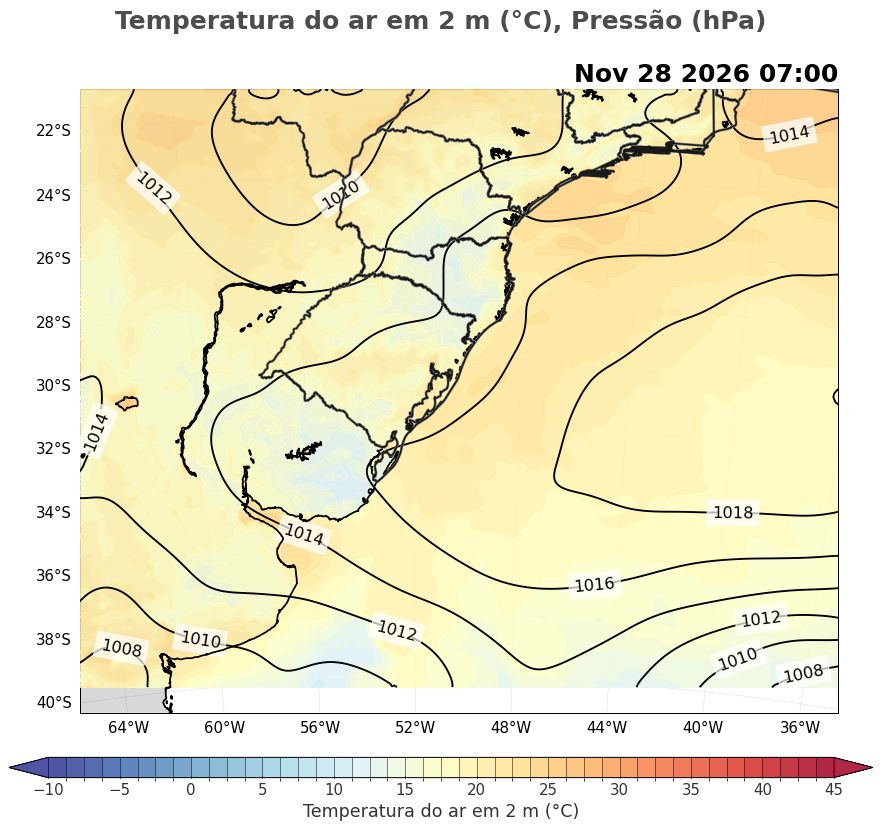 Temperatura do ar em 2 m (°C), Pressão (hPa)
Nov 28 2026 07:00
22°S
24°S
26°S
28°S
30°S
32°S
34°S
36°S
38°S
40°S
1014
1012
1010
1014
1018
1014
1016
1012
1012
1010
1010
1008
1008
64°W 60°W 56°W 52°W 48°W 44°W 40°W 36°W
−10 −5 0 5 10 15 20 25 30 35 40 45
Temperatura do ar em 2 m (°C)